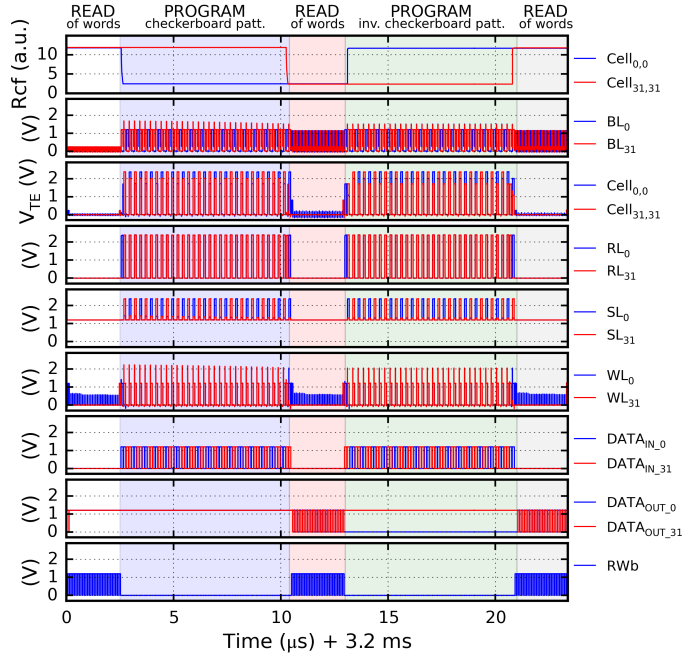 READ PROGRAM READ PROGRAM READ
of words checkerboard patt. of words inv. checkerboard patt. of words
Rcf (a.u.)
10
5
0
Cell0,0
Cell31,31
(V)
2
1
0
BL0
BL31
VTE (V)
2
1
0
Cell0,0
Cell31,31
(V)
2
1
0
RL0
RL31
(V)
2
1
0
SL0
SL31
(V)
2
1
0
WL0
WL31
(V)
2
1
0
DATAIN_0
DATAIN_31
(V)
2
1
0
DATAOUT_0
DATAOUT_31
(V)
2
1
0
RWb
0 5 10 15 20
Time (μs) + 3.2 ms